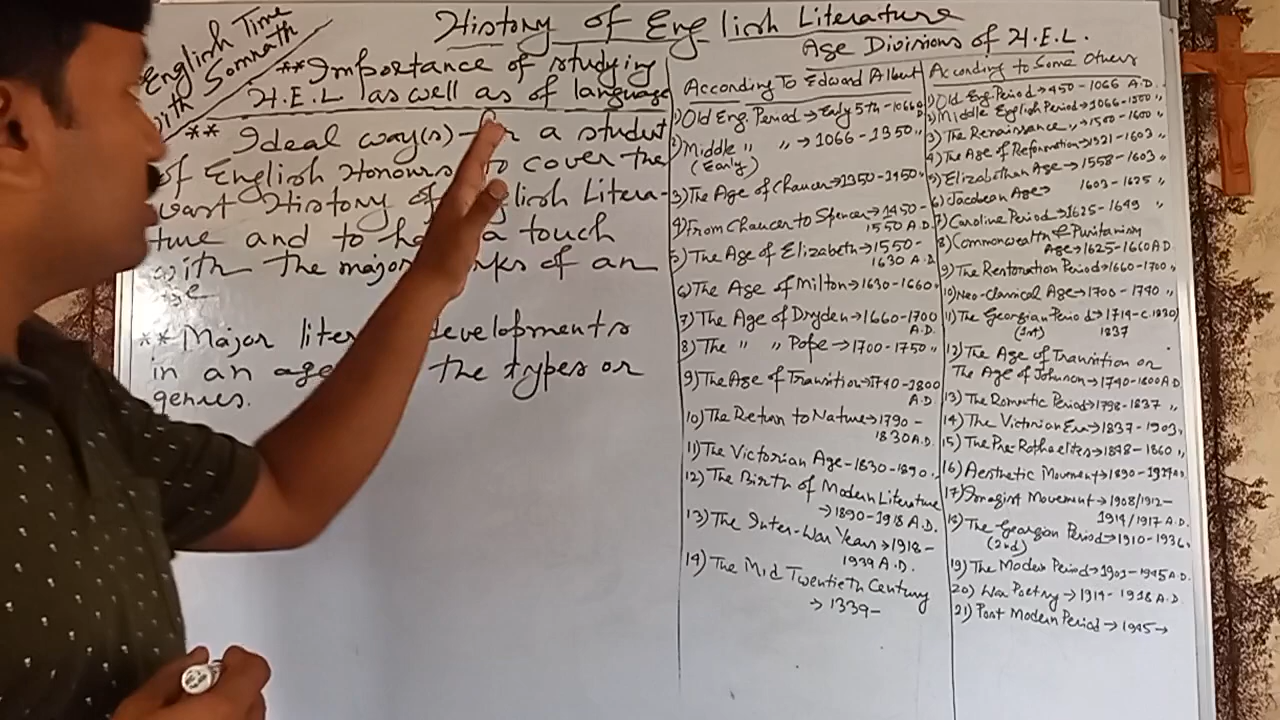 History of English Literature
English Time
with Somnath
**Importance of studying
H.E.L as well as of language
** Ideal way(s) for a student
of English Honours to cover the
vast History of English Litera-
ture and to have a touch
with the major works of an
age
** Major literary developments
in an age the types or
genres.
Age Divisions of H.E.L.
According To Edward Albert
1) Old Eng. Period → Early 5th-1066 A.D
2) Middle " " → 1066-1350 "
(Early)
3) The Age of Chaucer → 1350-1450 "
4) From Chaucer to Spencer → 1450-
1550 A.D.
5) The Age of Elizabeth → 1550-
1630 A.D.
6) The Age of Milton → 1630-1660 "
7) The Age of Dryden → 1660-1700
A.D.
8) The " " Pope → 1700-1750 "
9) The Age of Transition → 1740-1800
A.D.
10) The Return to Nature → 1790-
1830 A.D.
11) The Victorian Age-1830-1890.
12) The Birth of Modern Literature
→ 1890-1918 A.D.
13) The Inter-War Years → 1918-
1939 A.D.
14) The Mid Twentieth Century
→ 1339-
According to Some Others
1) Old Eng. Period → 450-1066 A.D.
2) Middle English Period → 1066-1500 "
3) The Renaissance " → 1500-1600 "
4) The Age of Reformation → 1521-1603 "
5) Elizabethan Age → 1558-1603 "
6) Jacobean Age →
1603-1625 "
7) Caroline Period → 1625-1649 "
8) Commonwealth & Puritanism
Age → 1625-1660 A.D.
9) The Restoration Period → 1660-1700 "
10) Neo-Classical Age → 1700-1740 "
11) The Georgian Period → 1714-c.1830/
(1st) 1837
12) The Age of Transition or
The Age of Johnson → 1740-1800 A.D
13) The Romantic Period → 1798-1837 "
14) The Victorian Era → 1837-1903.
15) The Pre-Raphaelites → 1848-1860 "
16) Aesthetic Movement →
17) Imagist Movement → 1908/1912-
1914/1917 A.D.
18) The Georgian Period → 1910-1936.
(2nd)
19) The Modern Period → 1903-1945 A.D.
20) War Poetry → 1914-1918 A.D.
21) Post Modern Period → 1945 →